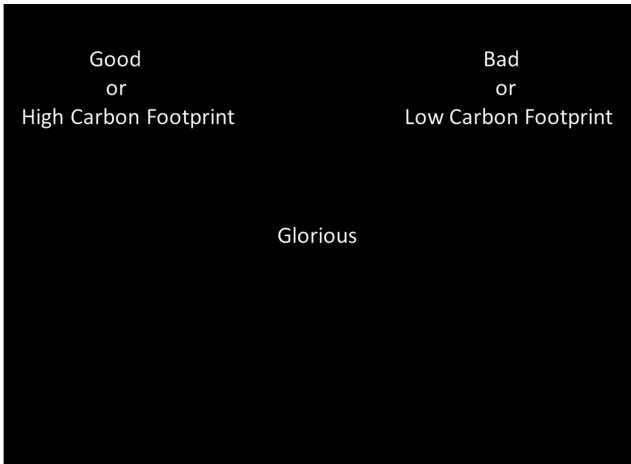 Good
or
High Carbon Footprint
Bad
or
Low Carbon Footprint
Glorious